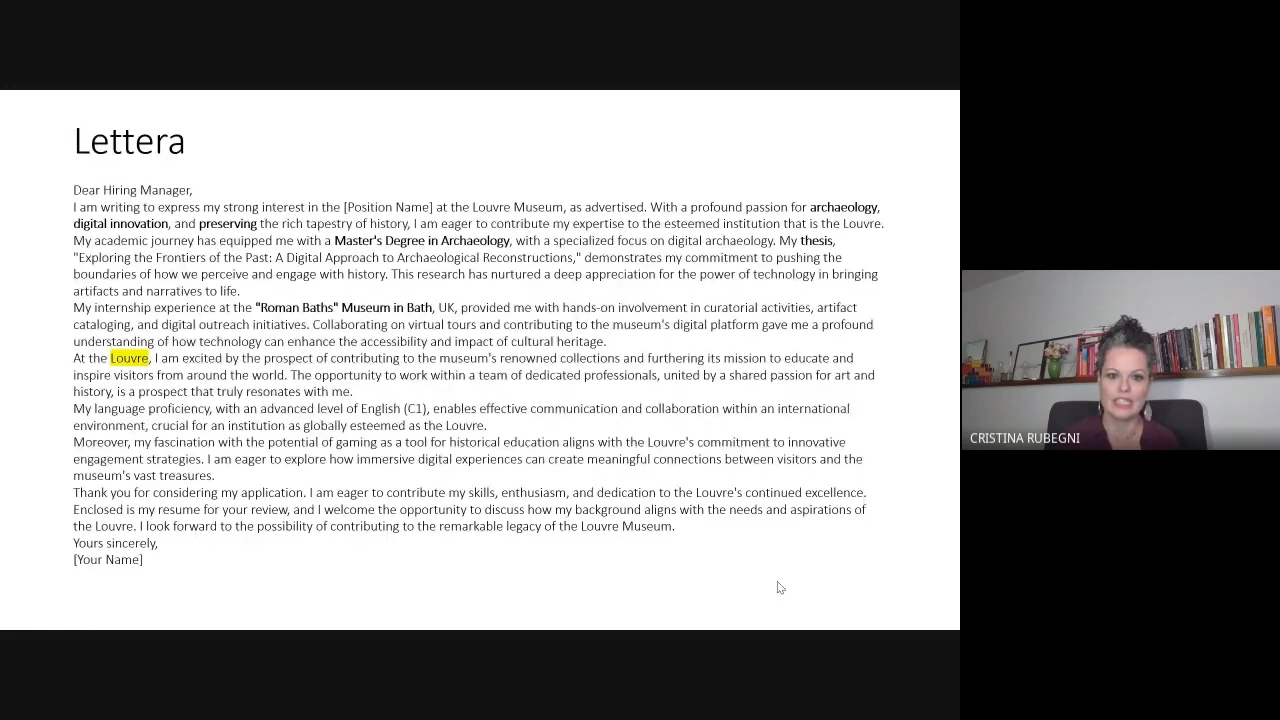 Lettera
Dear Hiring Manager,
I am writing to express my strong interest in the [Position Name] at the Louvre Museum, as advertised. With a profound passion for archaeology,
digital innovation, and preserving the rich tapestry of history, I am eager to contribute my expertise to the esteemed institution that is the Louvre.
My academic journey has equipped me with a Master's Degree in Archaeology, with a specialized focus on digital archaeology. My thesis,
"Exploring the Frontiers of the Past: A Digital Approach to Archaeological Reconstructions," demonstrates my commitment to pushing the
boundaries of how we perceive and engage with history. This research has nurtured a deep appreciation for the power of technology in bringing
artifacts and narratives to life.
My internship experience at the "Roman Baths" Museum in Bath, UK, provided me with hands-on involvement in curatorial activities, artifact
cataloging, and digital outreach initiatives. Collaborating on virtual tours and contributing to the museum's digital platform gave me a profound
understanding of how technology can enhance the accessibility and impact of cultural heritage.
At the Louvre, I am excited by the prospect of contributing to the museum's renowned collections and furthering its mission to educate and
inspire visitors from around the world. The opportunity to work within a team of dedicated professionals, united by a shared passion for art and
history, is a prospect that truly resonates with me.
My language proficiency, with an advanced level of English (C1), enables effective communication and collaboration within an international
environment, crucial for an institution as globally esteemed as the Louvre.
Moreover, my fascination with the potential of gaming as a tool for historical education aligns with the Louvre's commitment to innovative
engagement strategies. I am eager to explore how immersive digital experiences can create meaningful connections between visitors and the
museum's vast treasures.
Thank you for considering my application. I am eager to contribute my skills, enthusiasm, and dedication to the Louvre's continued excellence.
Enclosed is my resume for your review, and I welcome the opportunity to discuss how my background aligns with the needs and aspirations of
the Louvre. I look forward to the possibility of contributing to the remarkable legacy of the Louvre Museum.
Yours sincerely,
[Your Name]
CRISTINA RUBEGNI